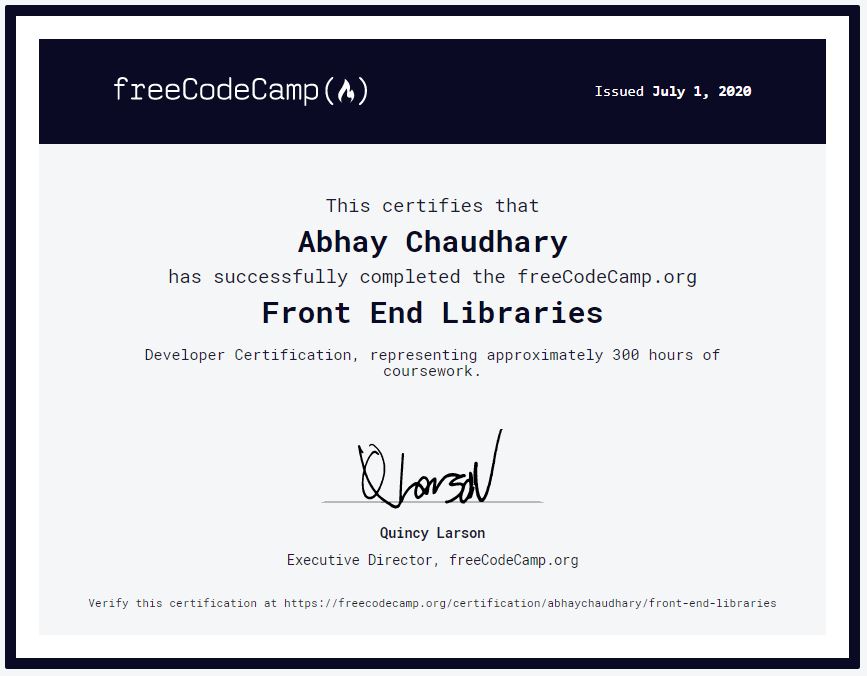 freeCodeCamp(🔥)
Issued July 1, 2020
This certifies that
Abhay Chaudhary
has successfully completed the freeCodeCamp.org
Front End Libraries
Developer Certification, representing approximately 300 hours of
coursework.
Q Larson
Quincy Larson
Executive Director, freeCodeCamp.org
Verify this certification at https://freecodecamp.org/certification/abhaychaudhary/front-end-libraries